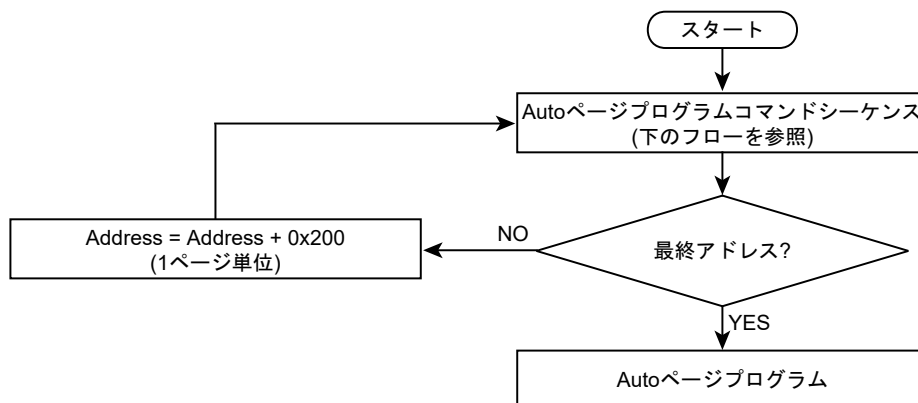 スタート
Autoページプログラムコマンドシーケンス
(下のフローを参照)
Address = Address + 0x200
(1ページ単位)
NO
最終アドレス?
YES
Autoページプログラム